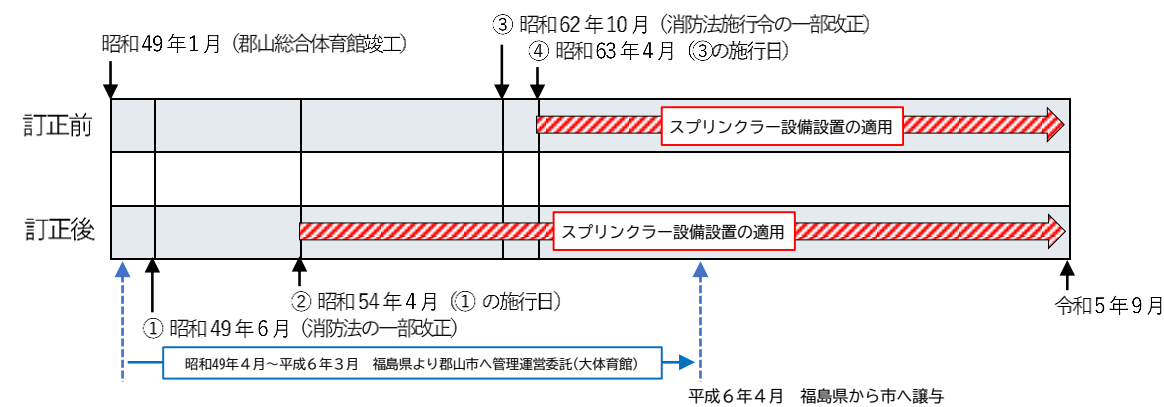 ③ 昭和62年10月（消防法施行令の一部改正）
昭和49年1月（郡山総合体育館竣工）
④ 昭和63年4月（③の施行日）
訂正前
スプリンクラー設備設置の適用
訂正後
スプリンクラー設備設置の適用
② 昭和54年4月（① の施行日）
令和5年9月
① 昭和49年6月（消防法の一部改正）
昭和49年４月～平成６年３月　福島県より郡山市へ管理運営委託（大体育館）
平成６年４月　福島県から市へ譲与